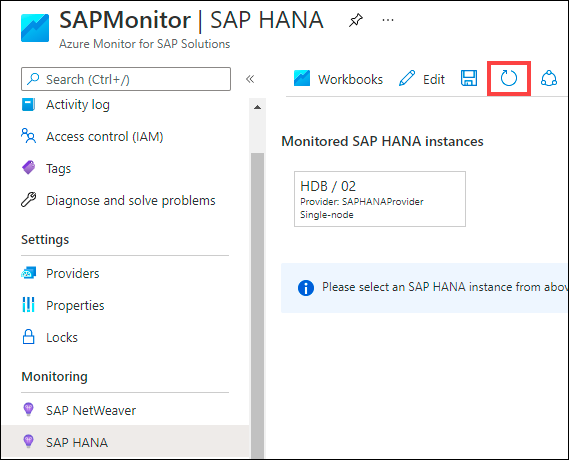 SAPMonitor | SAP HANA
Azure Monitor for SAP Solutions
Search (Ctrl+/)
Activity log
Access control (IAM)
Tags
Diagnose and solve problems
Settings
Providers
Properties
Locks
Monitoring
SAP NetWeaver
SAP HANA
Workbooks
Edit
Monitored SAP HANA instances
HDB / 02
Provider: SAPHANAProvider
Single-node
Please select an SAP HANA instance from abov